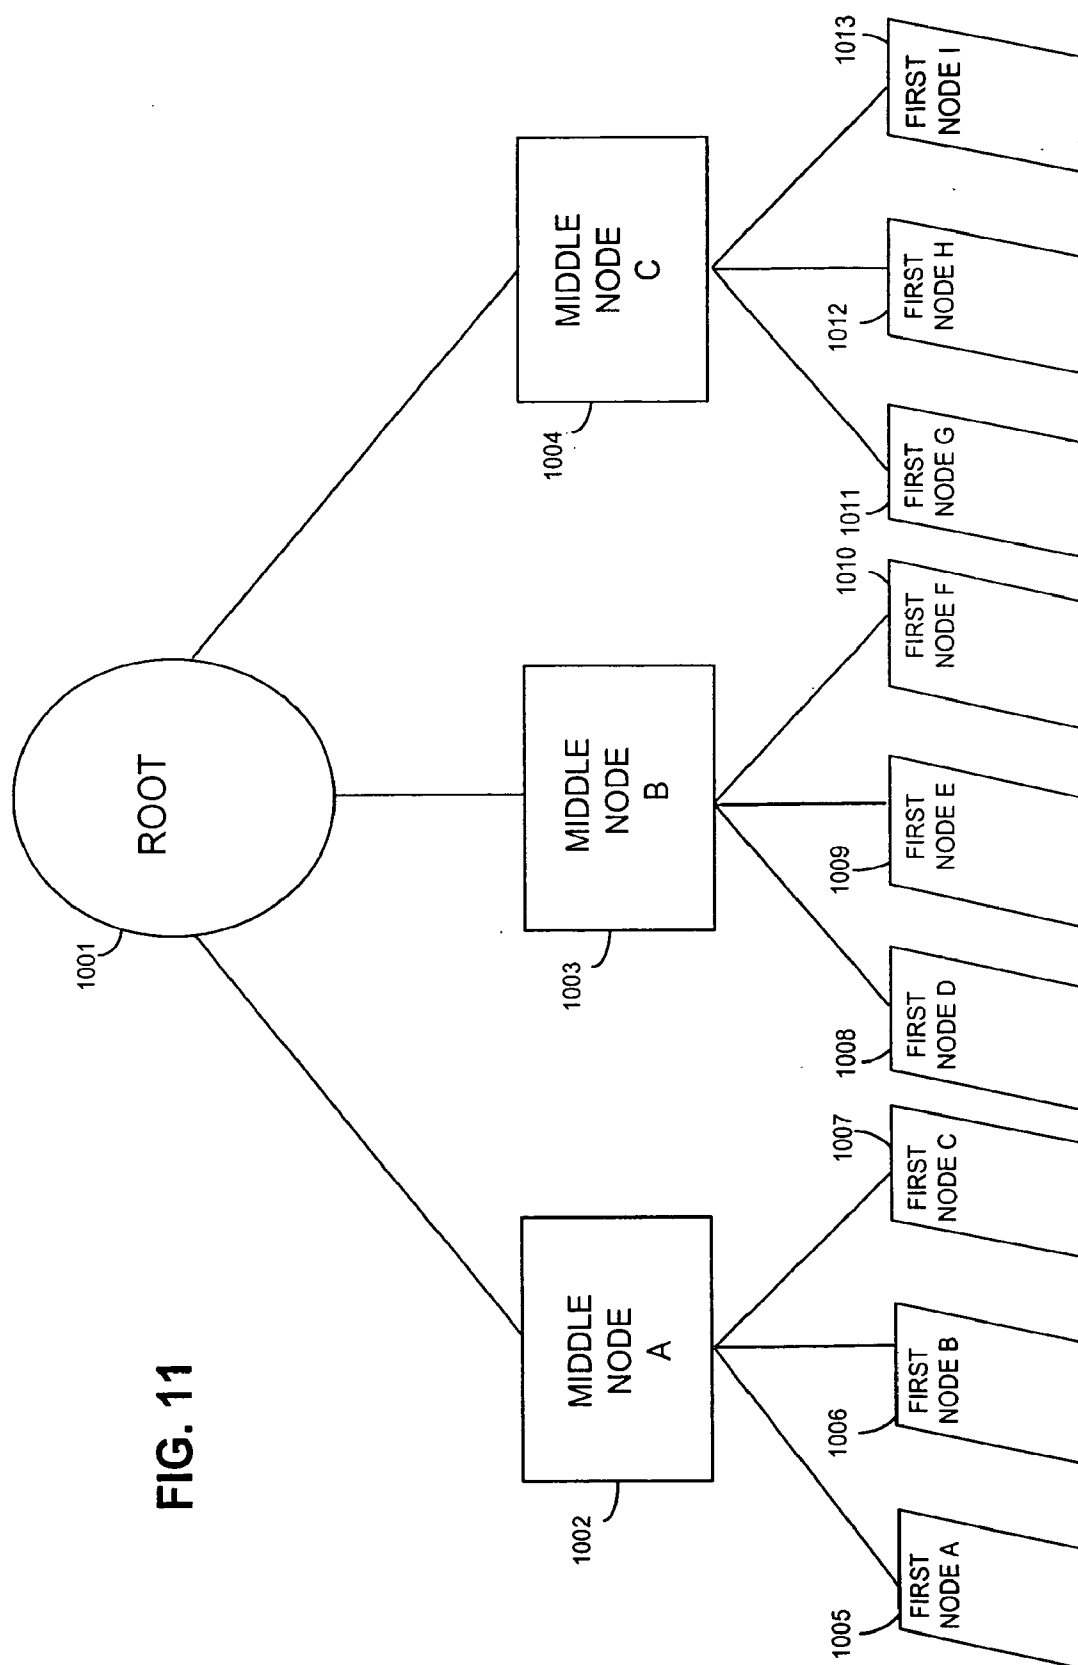 FIG. 11
ROOT
1001
MIDDLE
NODE
A
1002
MIDDLE
NODE
B
1003
MIDDLE
NODE
C
1004
FIRST
NODE A
1005
FIRST
NODE B
1006
FIRST
NODE C
1007
FIRST
NODE D
1008
FIRST
NODE E
1009
FIRST
NODE F
1010
FIRST
NODE G
1011
FIRST
NODE H
1012
FIRST
NODE I
1013